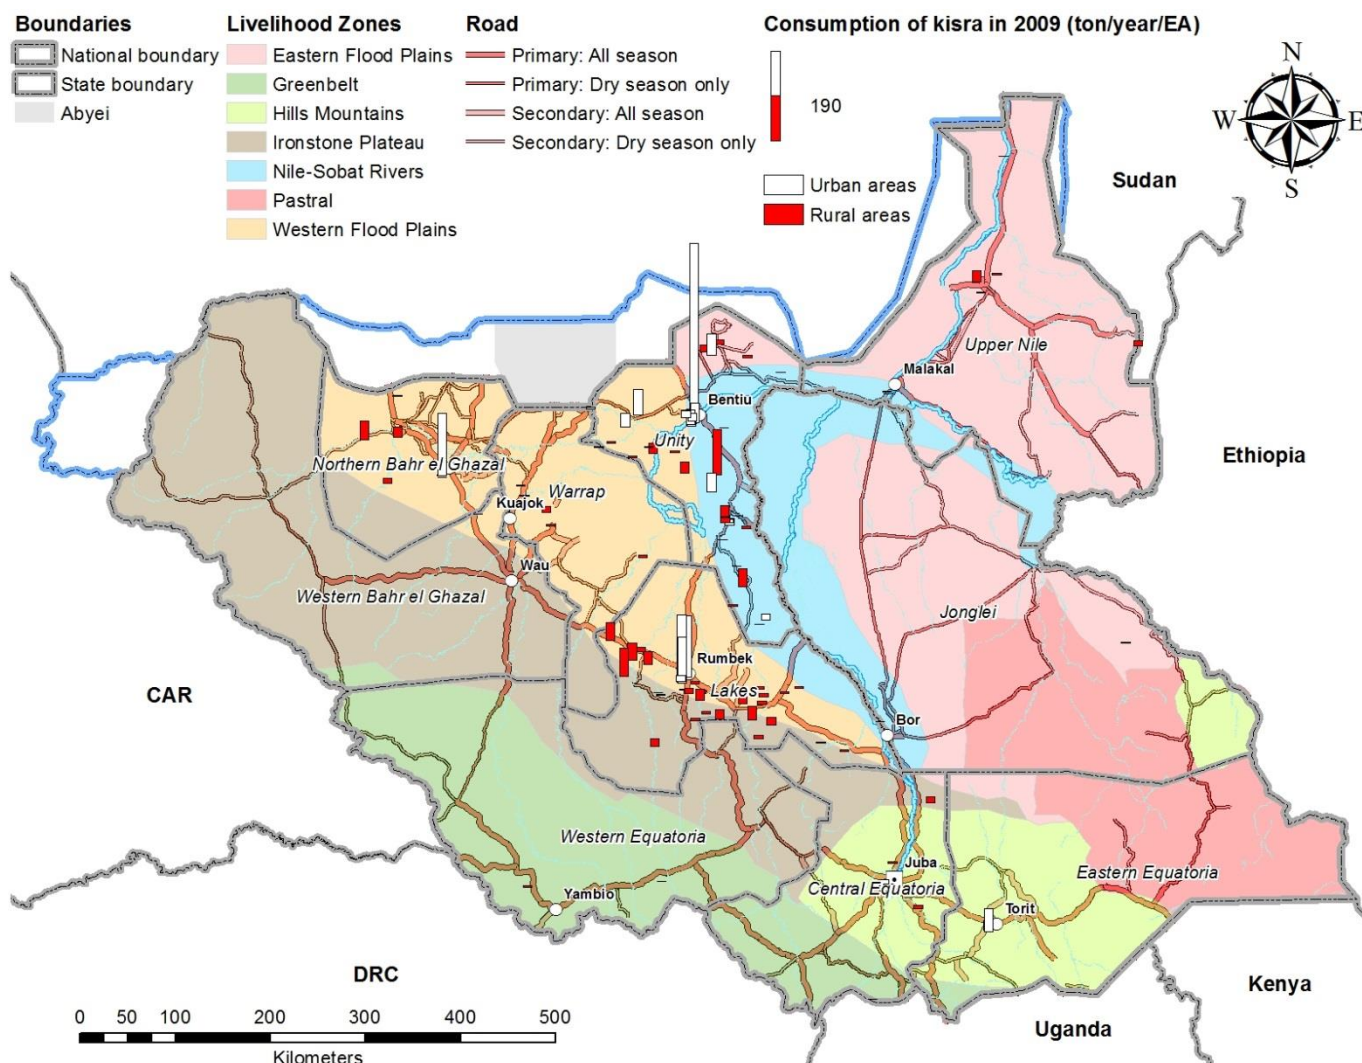 Boundaries
National boundary
State boundary
Abyei
Livelihood Zones
Eastern Flood Plains
Greenbelt
Hills Mountains
Ironstone Plateau
Nile-Sobat Rivers
Pastral
Western Flood Plains
Road
Primary: All season
Primary: Dry season only
Secondary: All season
Secondary: Dry season only
Consumption of kisra in 2009 (ton/year/EA)
190
Urban areas
Rural areas
N
W E
S
Sudan
Upper Nile
Malakal
Bentiu
Unity
Ethiopia
Northern Bahr el Ghazal
Warrap
Kuajok
Wau
Western Bahr el Ghazal
Jonglei
Rumbek
Lakes
CAR
Bor
Western Equatoria
Juba
Central Equatoria
Eastern Equatoria
Yambio
Torit
DRC
Kenya
Uganda
0 50 100 200 300 400 500
Kilometers